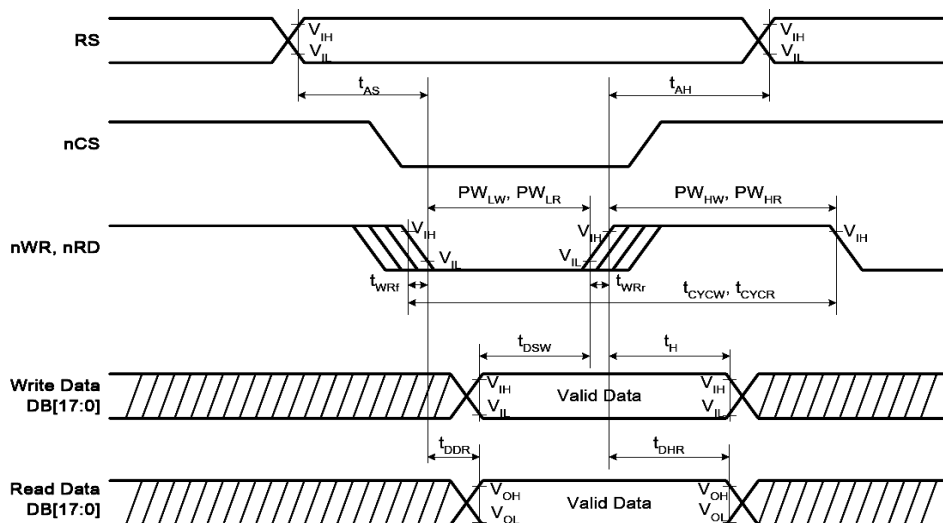 RS
VIH
VIL
VIH
VIL
tAS
tAH
nCS
PWLW, PWLR
PWHW, PWHR
nWR, nRD
VIH
VIL
VIH
VIL
VIH
tWRf
tWRr
tCYCW, tCYCR
tDSW
tH
Write Data
DB[17:0]
VIH
VIL
Valid Data
VIH
VIL
tDDR
tDHR
Read Data
DB[17:0]
VOH
VOL
Valid Data
VOH
VOL